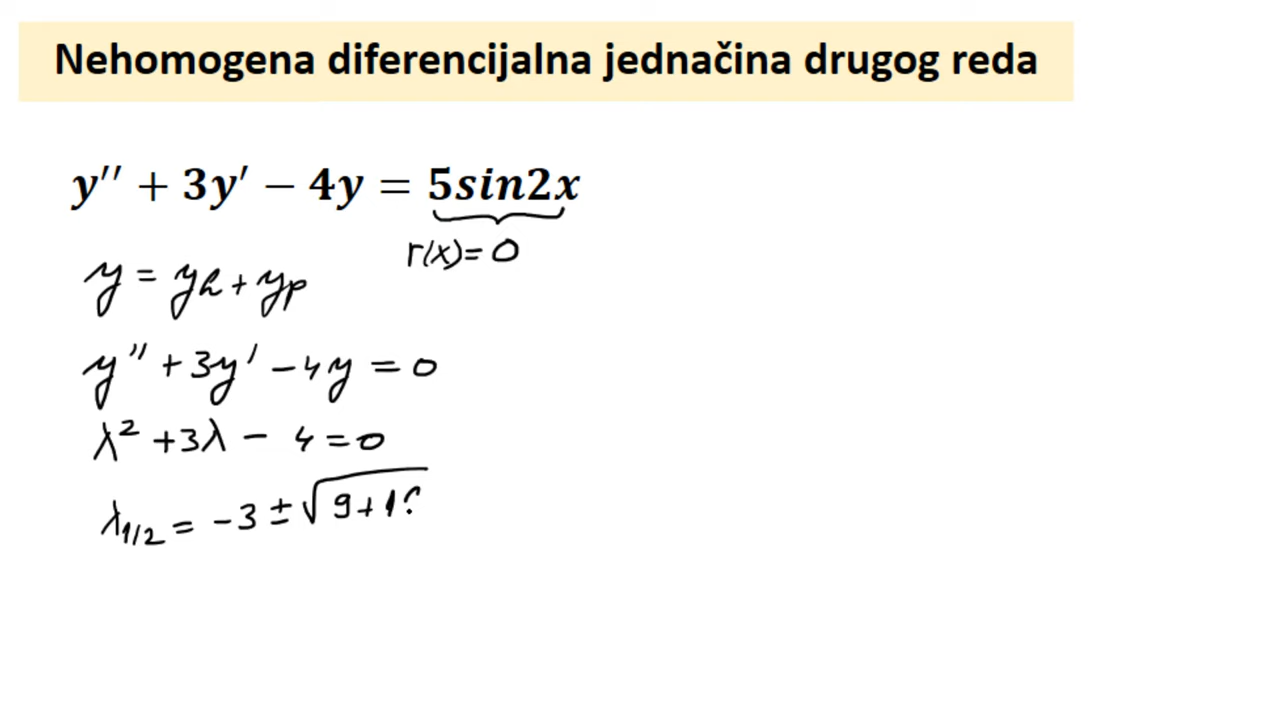 Nehomogena diferencijalna jednačina drugog reda
y'' + 3y' − 4y = 5sin2x
r(x) = 0
y = yh + yp
y'' + 3y' − 4y = 0
λ² + 3λ − 4 = 0
λ1/2 = −3 ± √9+1